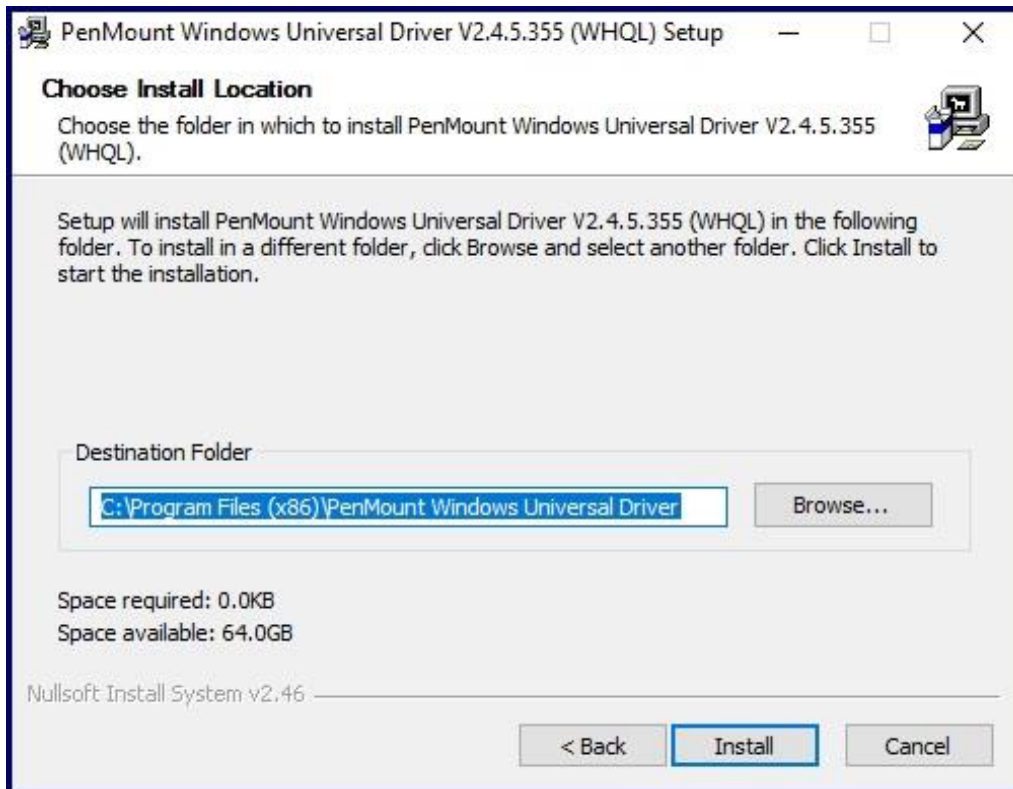 PenMount Windows Universal Driver V2.4.5.355 (WHQL) Setup
Choose Install Location
Choose the folder in which to install PenMount Windows Universal Driver V2.4.5.355
(WHQL).
Setup will install PenMount Windows Universal Driver V2.4.5.355 (WHQL) in the following
folder. To install in a different folder, click Browse and select another folder. Click Install to
start the installation.
Destination Folder
C:\Program Files (x86)\PenMount Windows Universal Driver
Browse...
Space required: 0.0KB
Space available: 64.0GB
Nullsoft Install System v2.46
< Back
Install
Cancel